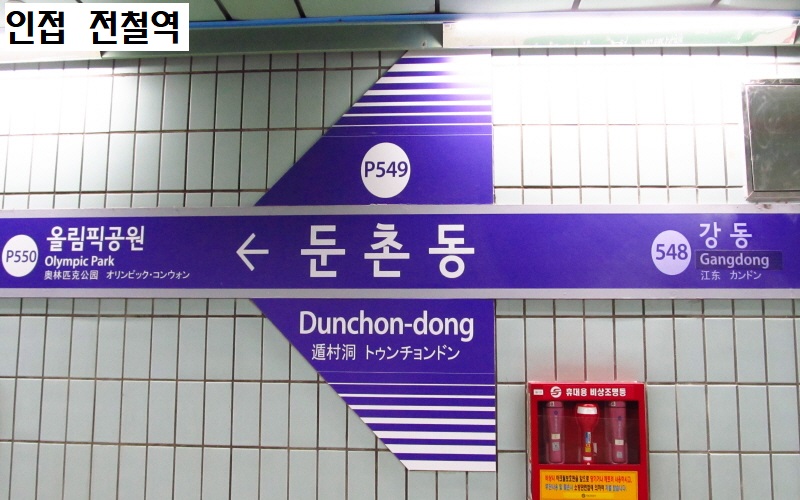 인접 전철역
P549
P550
올림픽공원
Olympic Park
奥林匹克公园 オリンピック·コンウォン
←
둔촌동
548
강동
Gangdong
江东 カンドン
Dunchon-dong
遁村洞 トゥンチョンドン
휴대용 비상조명등